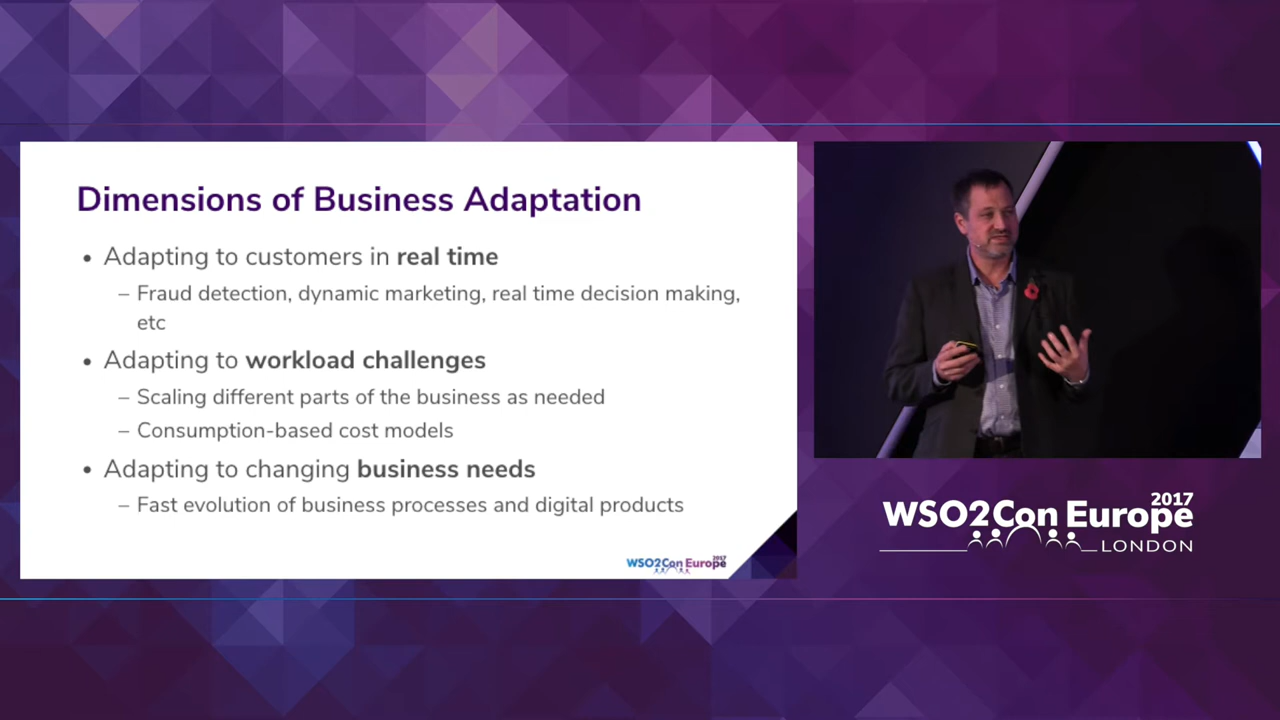 Dimensions of Business Adaptation
• Adapting to customers in real time
– Fraud detection, dynamic marketing, real time decision making,
etc
• Adapting to workload challenges
– Scaling different parts of the business as needed
– Consumption-based cost models
• Adapting to changing business needs
– Fast evolution of business processes and digital products
2017
WSO2Con Europe
2017
WSO2Con Europe
LONDON